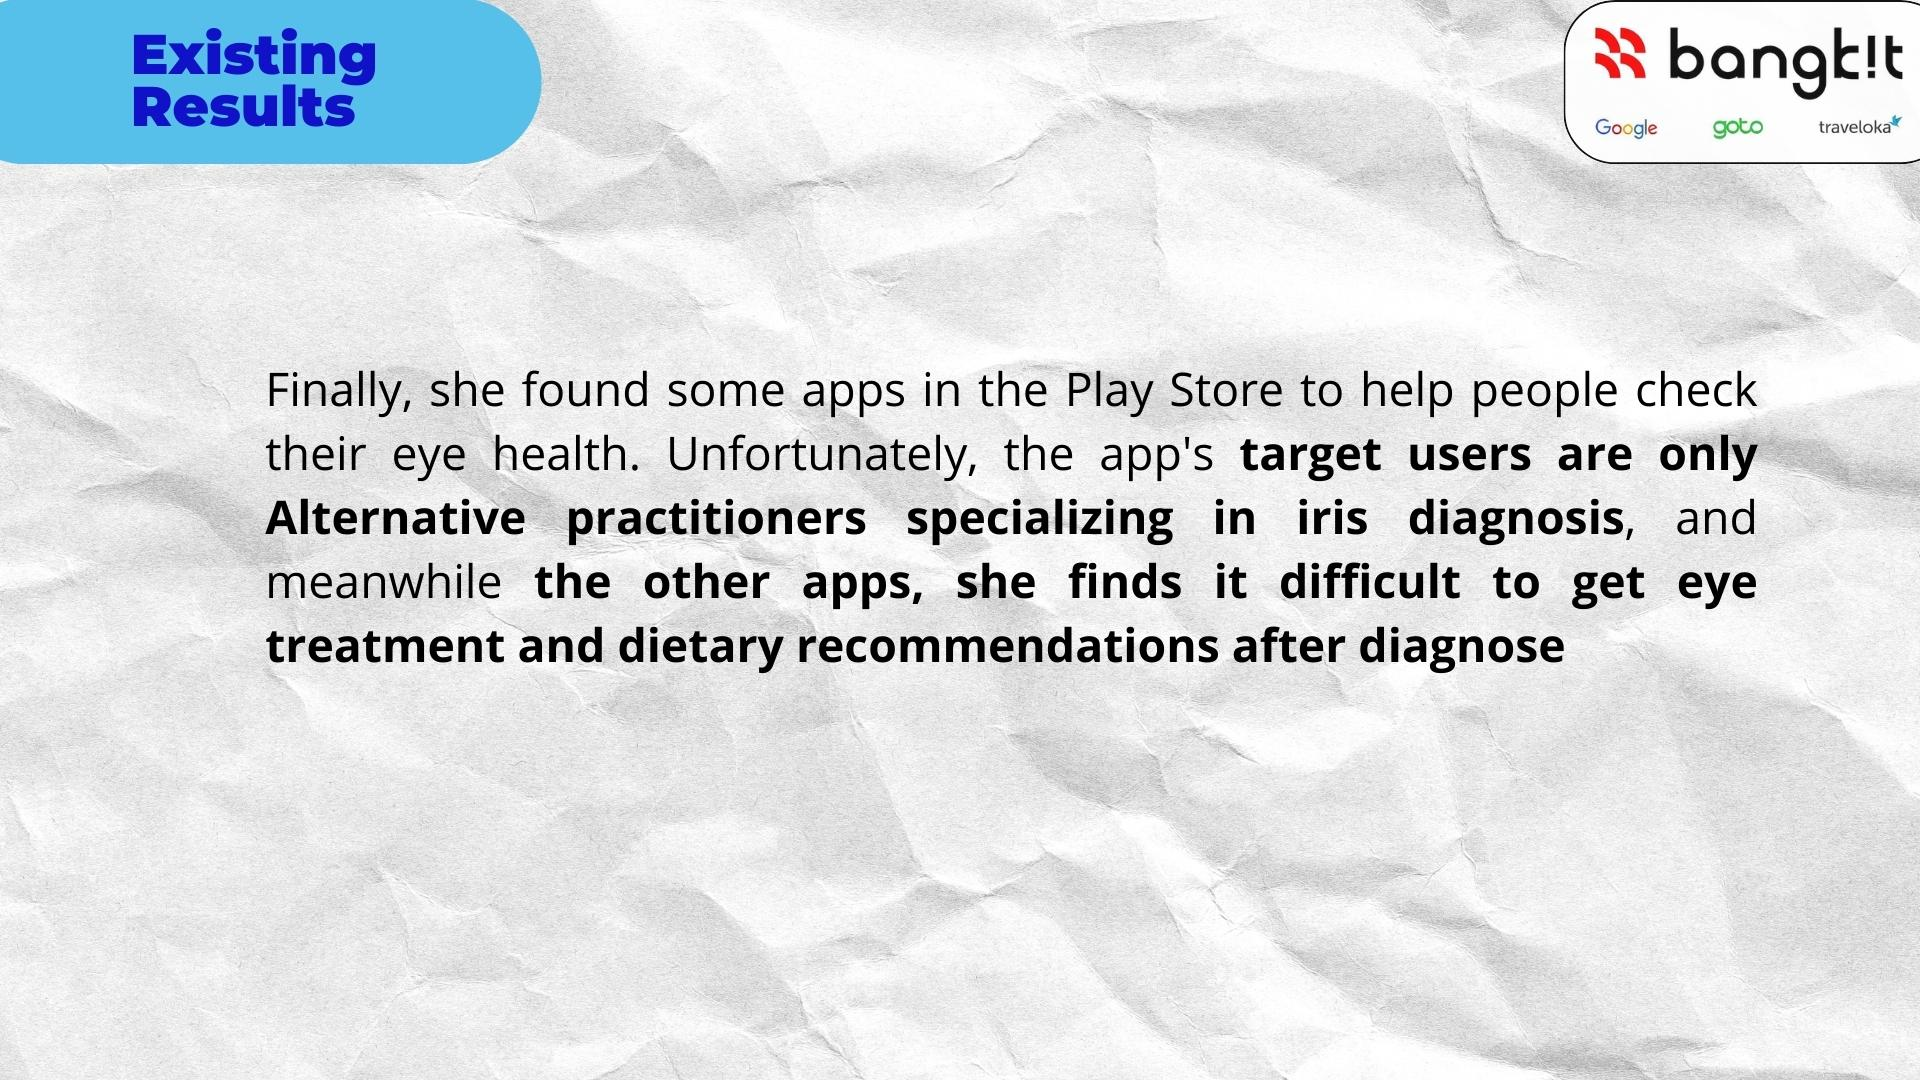 Existing
Results
bangk!t
Google
goto
traveloka
Finally, she found some apps in the Play Store to help people check
their eye health. Unfortunately, the app's target users are only
Alternative practitioners specializing in iris diagnosis, and
meanwhile the other apps, she finds it difficult to get eye
treatment and dietary recommendations after diagnose